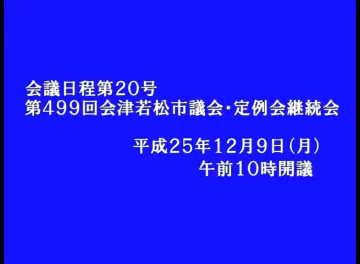 会議日程第20号
第499回会津若松市議会・定例会継続会
平成25年12月9日(月)
午前10時開議